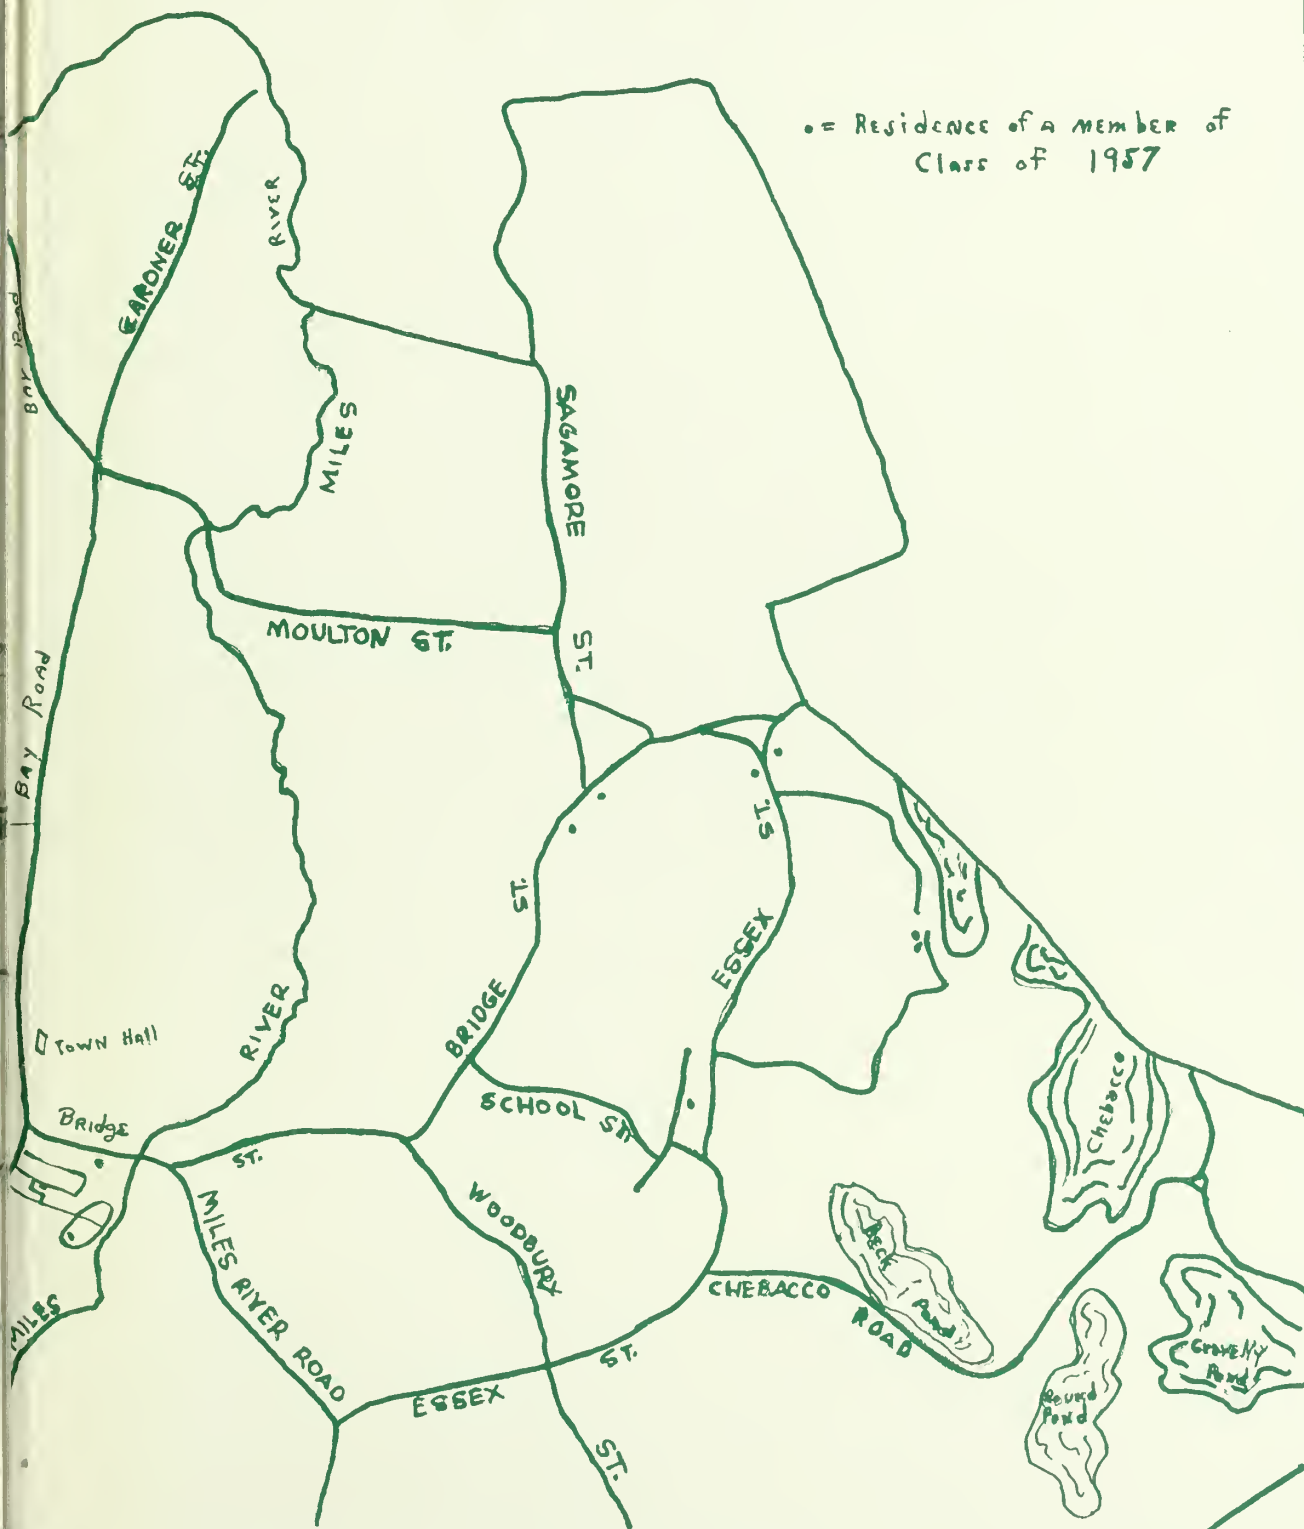 • = Residence of a member of
Class of 1957
GARDNER ST.
RIVER
BAY Road
MILES
SAGAMORE
ST.
MOULTON ST.
BAY ROAD
ST
ST
ESSEX
BRIDGE
RIVER
TOWN Hall
SCHOOL ST.
Chebacco
BRidge
ST.
WOODBURY
MILES RIVER ROAD
Beck
Pond
CHEBACCO
ROAD
MILES
Gravelly
Pond
ST.
ESSEX
Round
Pond
ST.